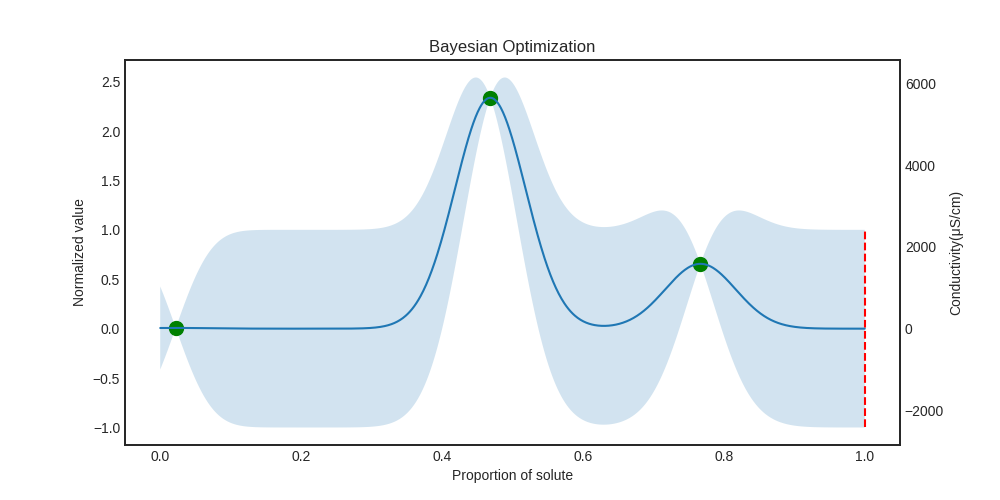 Bayesian Optimization
Normalized value
2.5
2.0
1.5
1.0
0.5
0.0
−0.5
−1.0
6000
4000
2000
0
−2000
Conductivity(μS/cm)
0.0 0.2 0.4 0.6 0.8 1.0
Proportion of solute